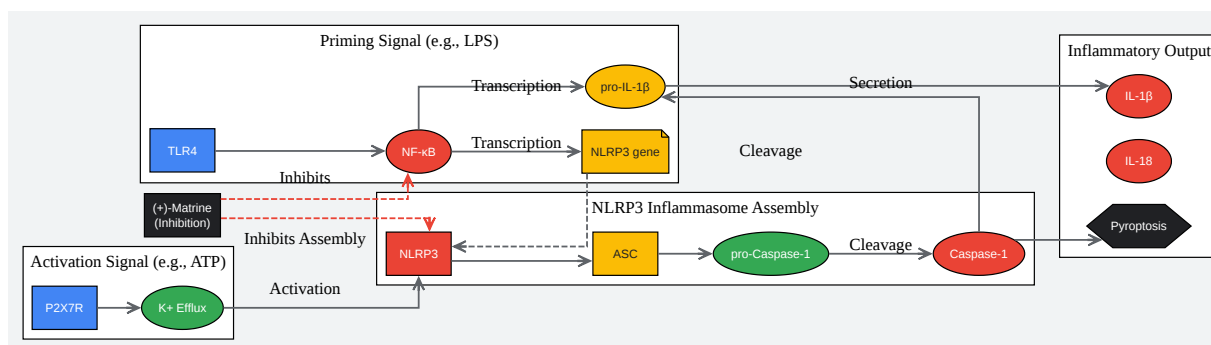 Priming Signal (e.g., LPS)
Inflammatory Output
Transcription
pro-IL-1β
Secretion
IL-1β
TLR4
NF-κB
Transcription
NLRP3 gene
Cleavage
IL-18
Inhibits
(+)-Matrine
(Inhibition)
NLRP3 Inflammasome Assembly
Pyroptosis
Inhibits Assembly
NLRP3
ASC
pro-Caspase-1
Cleavage
Caspase-1
Activation Signal (e.g., ATP)
P2X7R
K+ Efflux
Activation